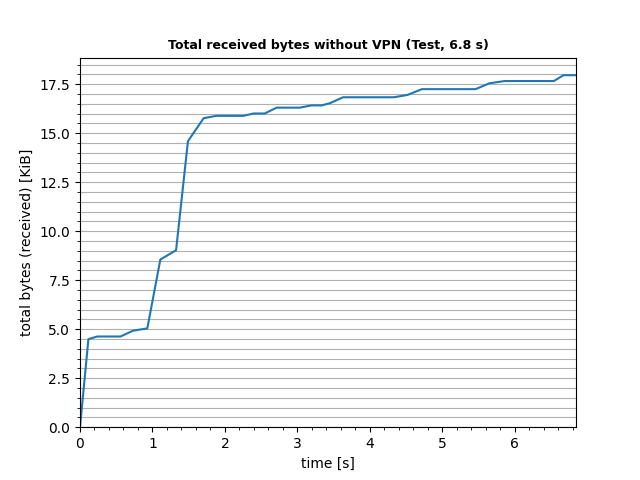 Total received bytes without VPN (Test, 6.8 s)
total bytes (received) [KiB]
17.5
15.0
12.5
10.0
7.5
5.0
2.5
0.0
0 1 2 3 4 5 6
time [s]